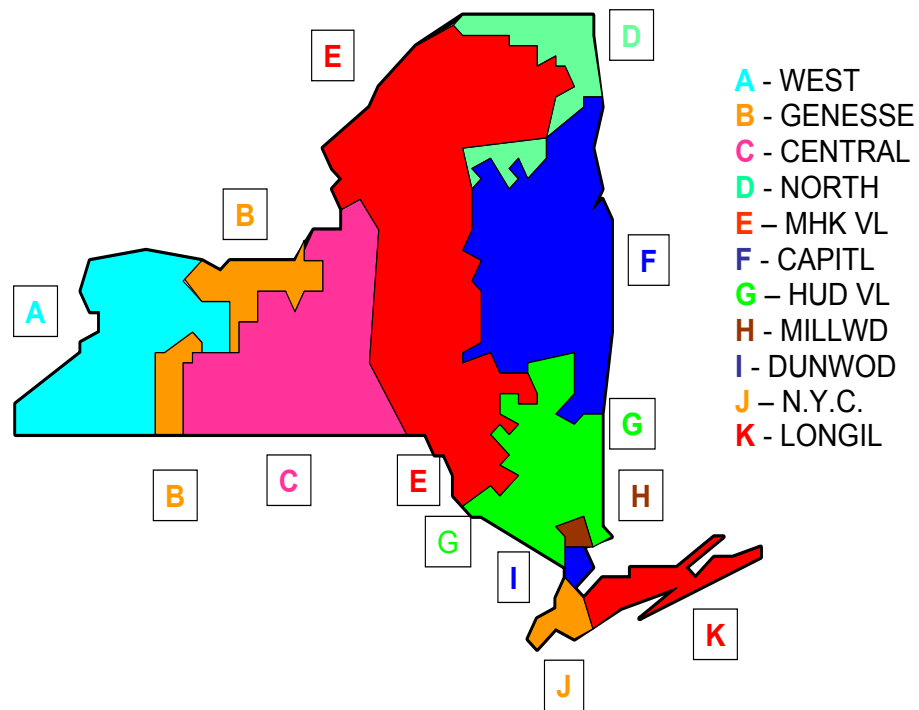 D
E
A - WEST
B - GENESSE
C - CENTRAL
D - NORTH
E – MHK VL
F - CAPITL
G – HUD VL
H - MILLWD
I - DUNWOD
J – N.Y.C.
K - LONGIL
B
F
A
G
C
E
B
H
G
I
K
J